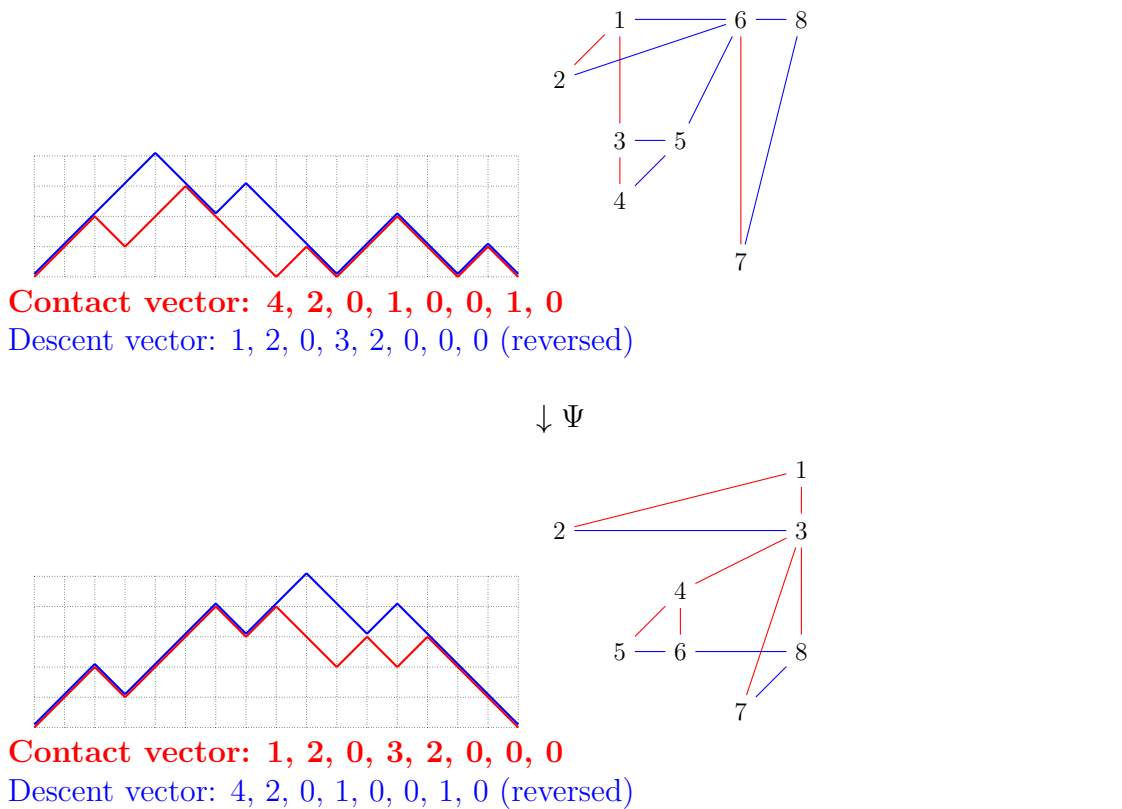 1 6 8
2
3 5
4
7
Contact vector: 4, 2, 0, 1, 0, 0, 1, 0
Descent vector: 1, 2, 0, 3, 2, 0, 0, 0 (reversed)
↓ Ψ
1
2 3
4
5 6 8
7
Contact vector: 1, 2, 0, 3, 2, 0, 0, 0
Descent vector: 4, 2, 0, 1, 0, 0, 1, 0 (reversed)